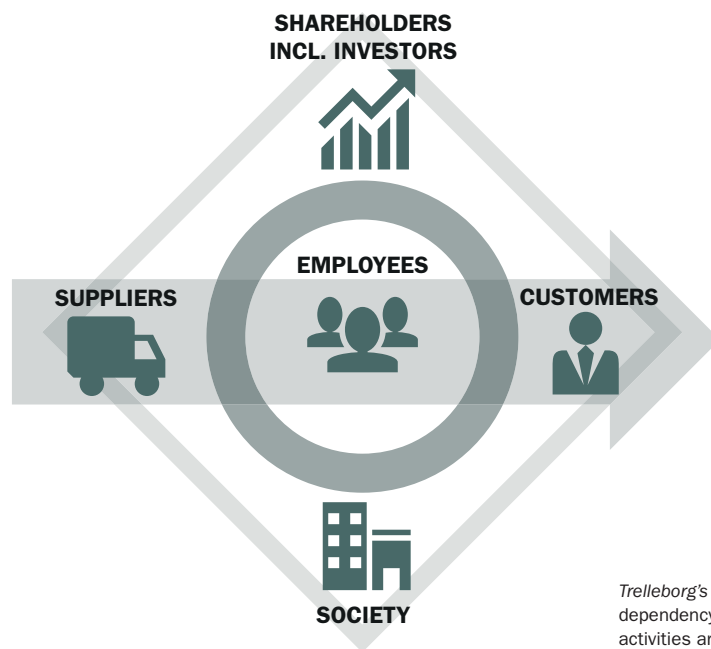 SHAREHOLDERS
INCL. INVESTORS
EMPLOYEES
SUPPLIERS
CUSTOMERS
SOCIETY
Trelleborg's
dependency
activities ar